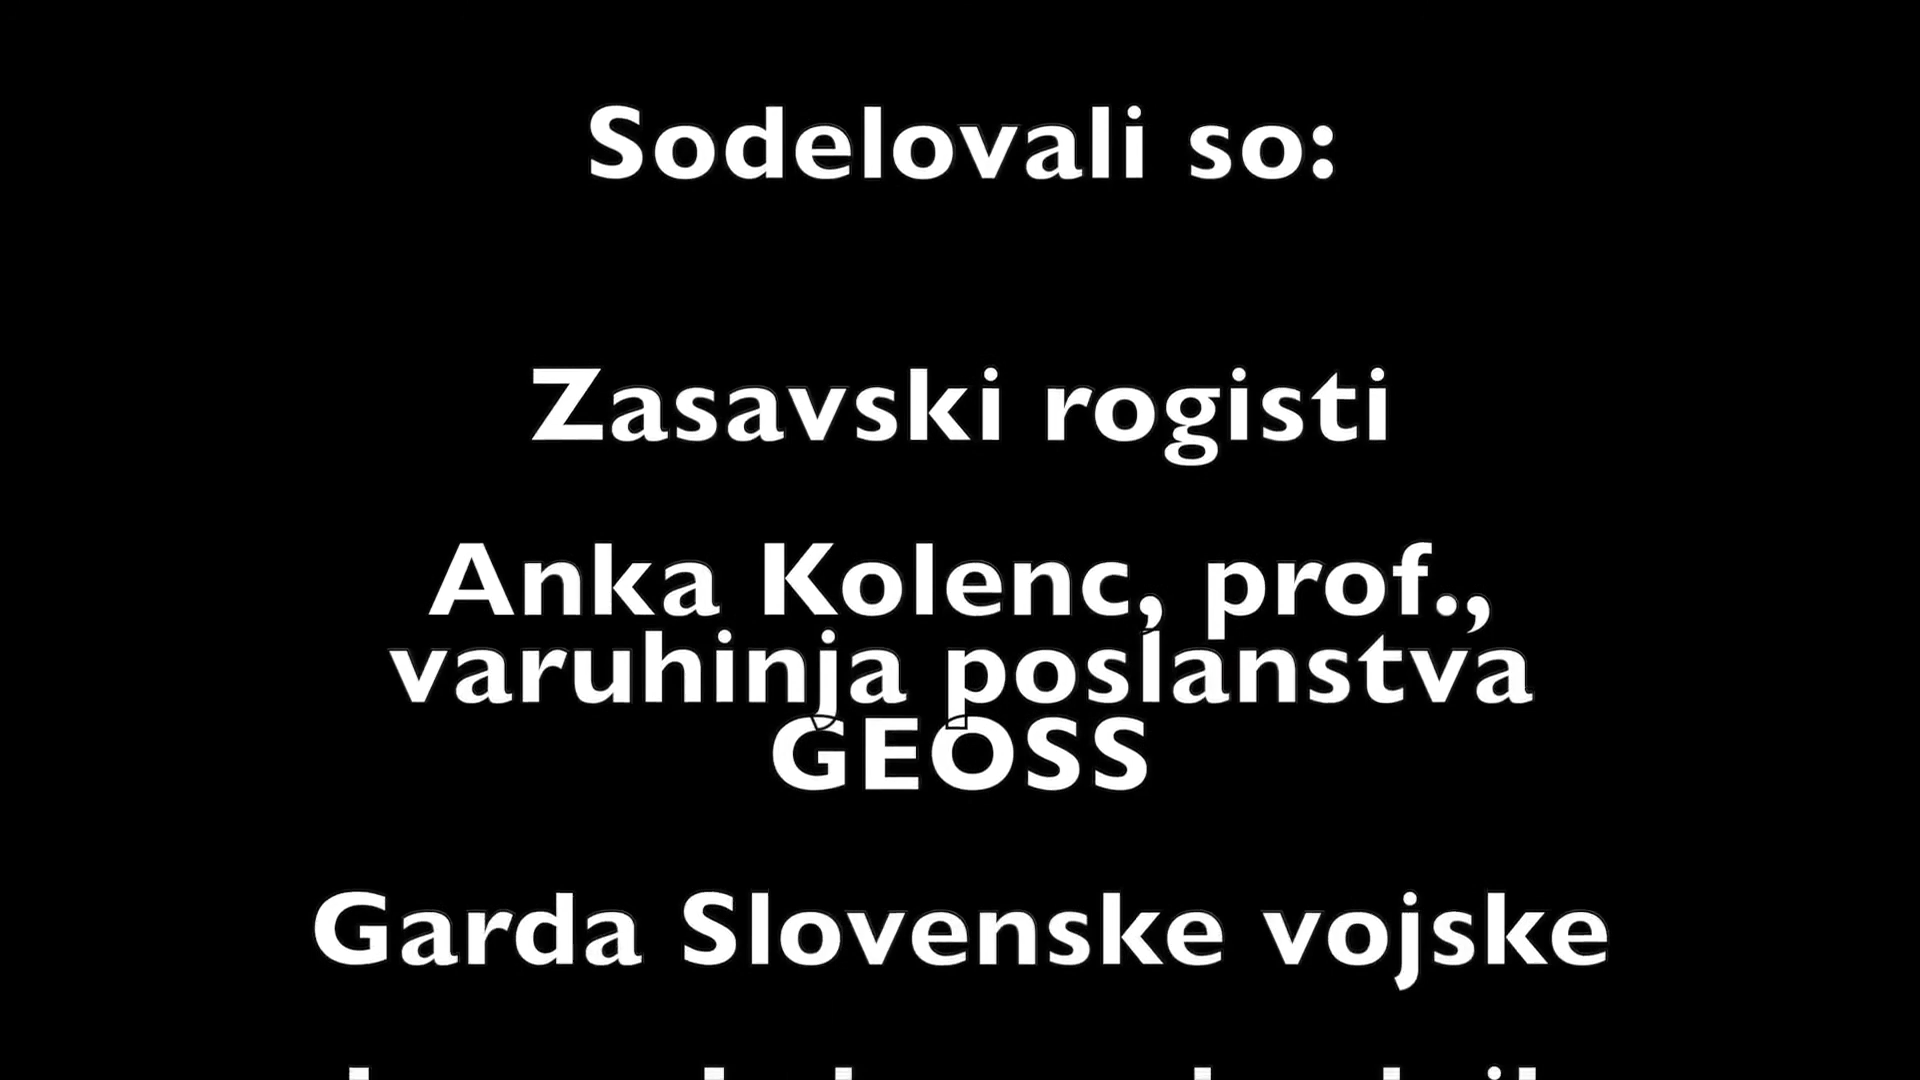 Sodelovali so:
Zasavski rogisti
Anka Kolenc, prof.,
varuhinja poslanstva
GEOSS
Garda Slovenske vojske